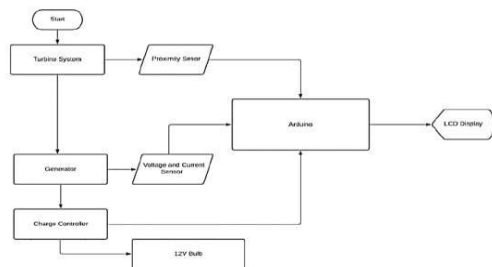 Start
Turbine System
Proximity Sesor
Arduino
LCD Display
Generator
Voltage and Current
Sensor
Charge Controller
12V Bulb